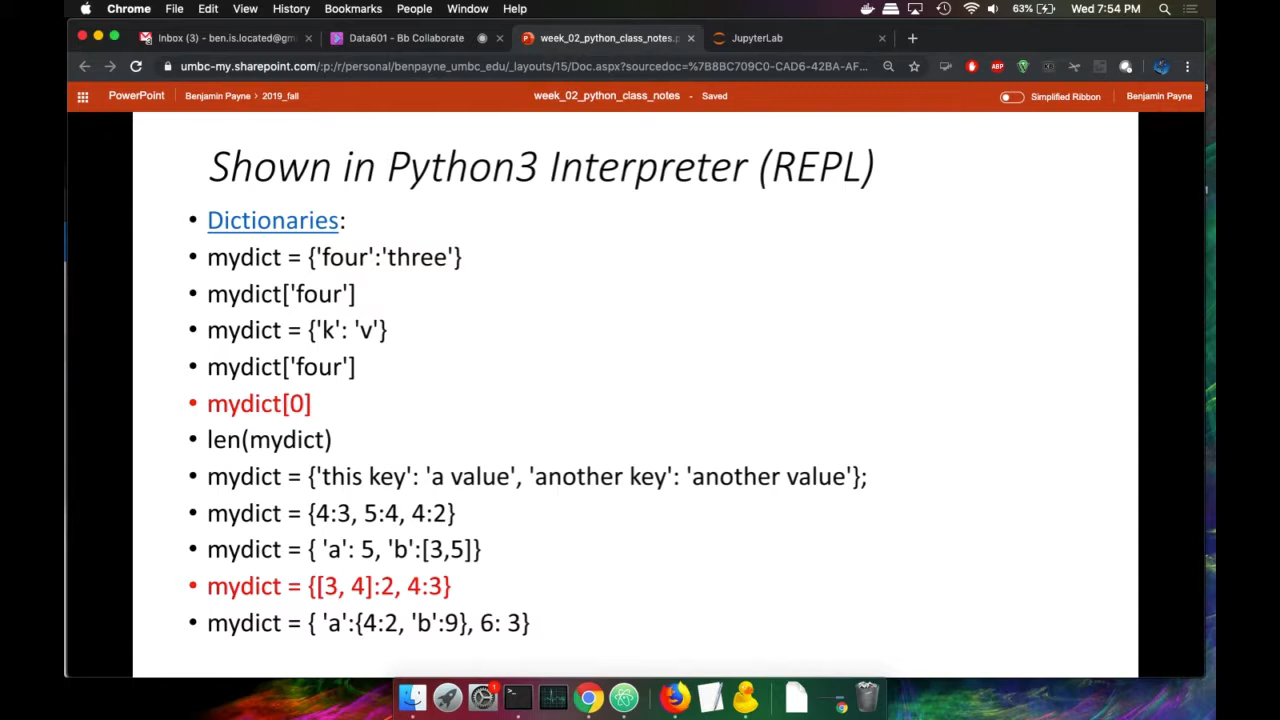 Chrome File Edit View History Bookmarks People Window Help 63% Wed 7:54 PM
Inbox (3) - ben.is.located@gm Data601 - Bb Collaborate week_02_python_class_notes.p JupyterLab
umbc-my.sharepoint.com/:p:/r/personal/benpayne_umbc_edu/_layouts/15/Doc.aspx?sourcedoc=%7B8BC709C0-CAD6-42BA-AF... ABP
PowerPoint Benjamin Payne > 2019_fall week_02_python_class_notes - Saved Simplified Ribbon Benjamin Payne
Shown in Python3 Interpreter (REPL)
• Dictionaries:
• mydict = {'four':'three'}
• mydict['four']
• mydict = {'k': 'v'}
• mydict['four']
• mydict[0]
• len(mydict)
• mydict = {'this key': 'a value', 'another key': 'another value'};
• mydict = {4:3, 5:4, 4:2}
• mydict = { 'a': 5, 'b':[3,5]}
• mydict = {[3, 4]:2, 4:3}
• mydict = { 'a':{4:2, 'b':9}, 6: 3}
1